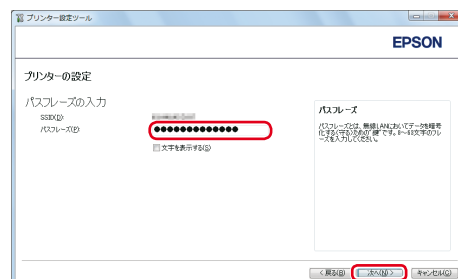 プリンター設定ツール
EPSON
プリンターの設定
パスフレーズの入力
SSID(D):
パスフレーズ(P):
●●●●●●●●●●●●●
文字を表示する(S)
パスフレーズ
パスフレーズとは、無線LANにおいてデータを暗号
化する(守る)ための"鍵"です。8～63文字のフレ
ーズを入力してください。
< 戻る(B)
次へ(N) >
キャンセル(C)